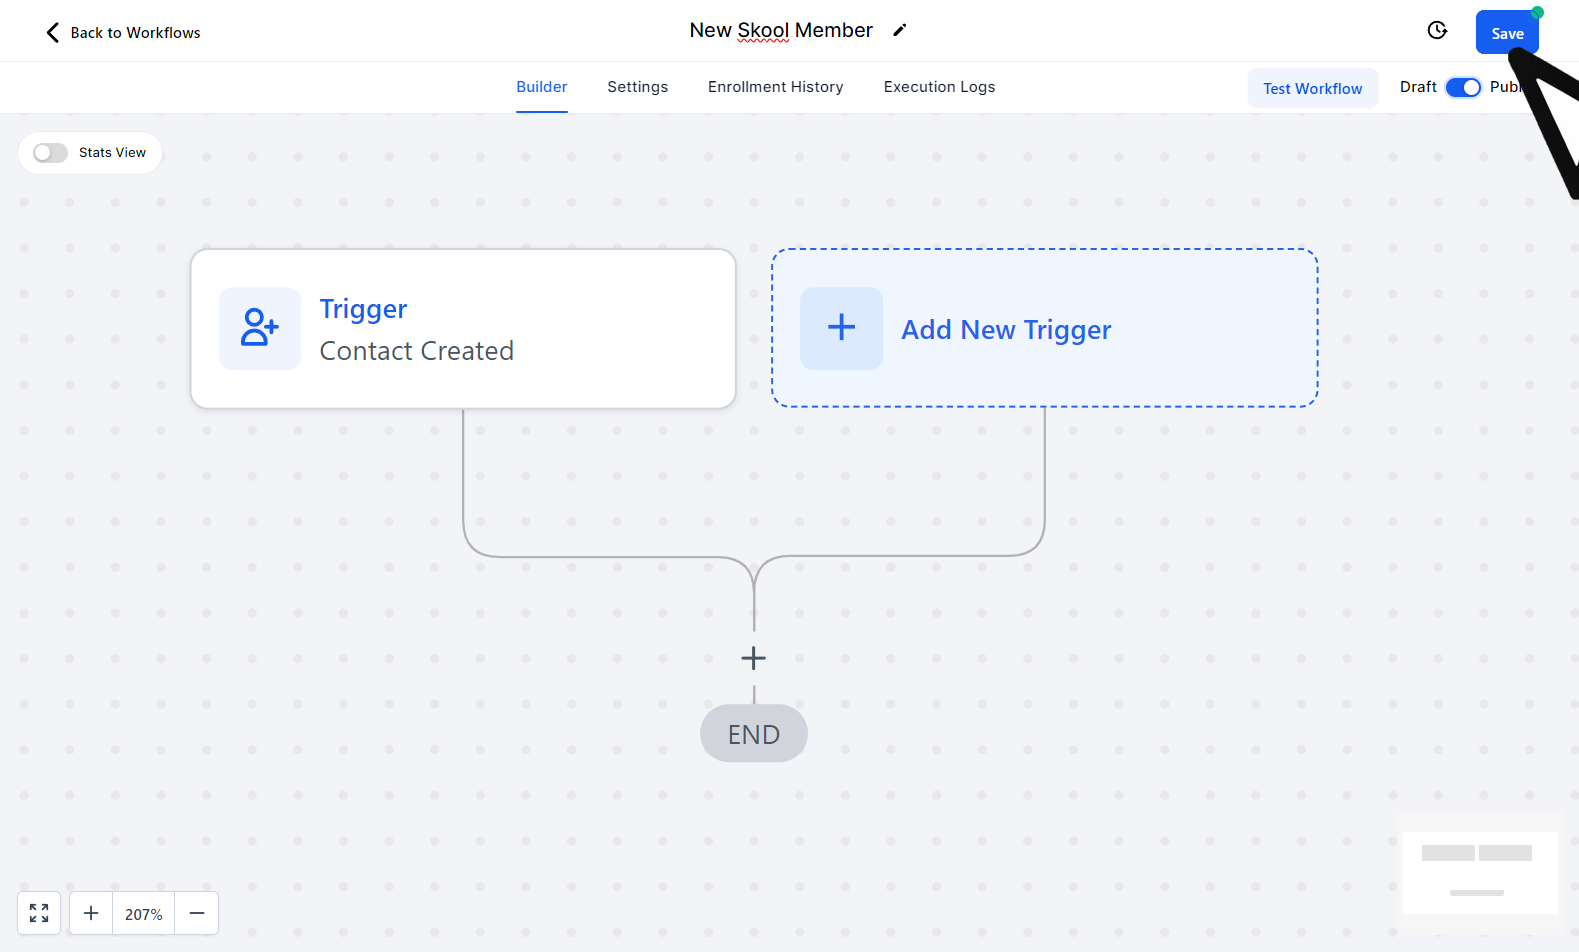 Back to Workflows
New Skool Member
Save
Builder
Settings
Enrollment History
Execution Logs
Test Workflow
Draft
Stats View
Trigger
Contact Created
Add New Trigger
END
207%